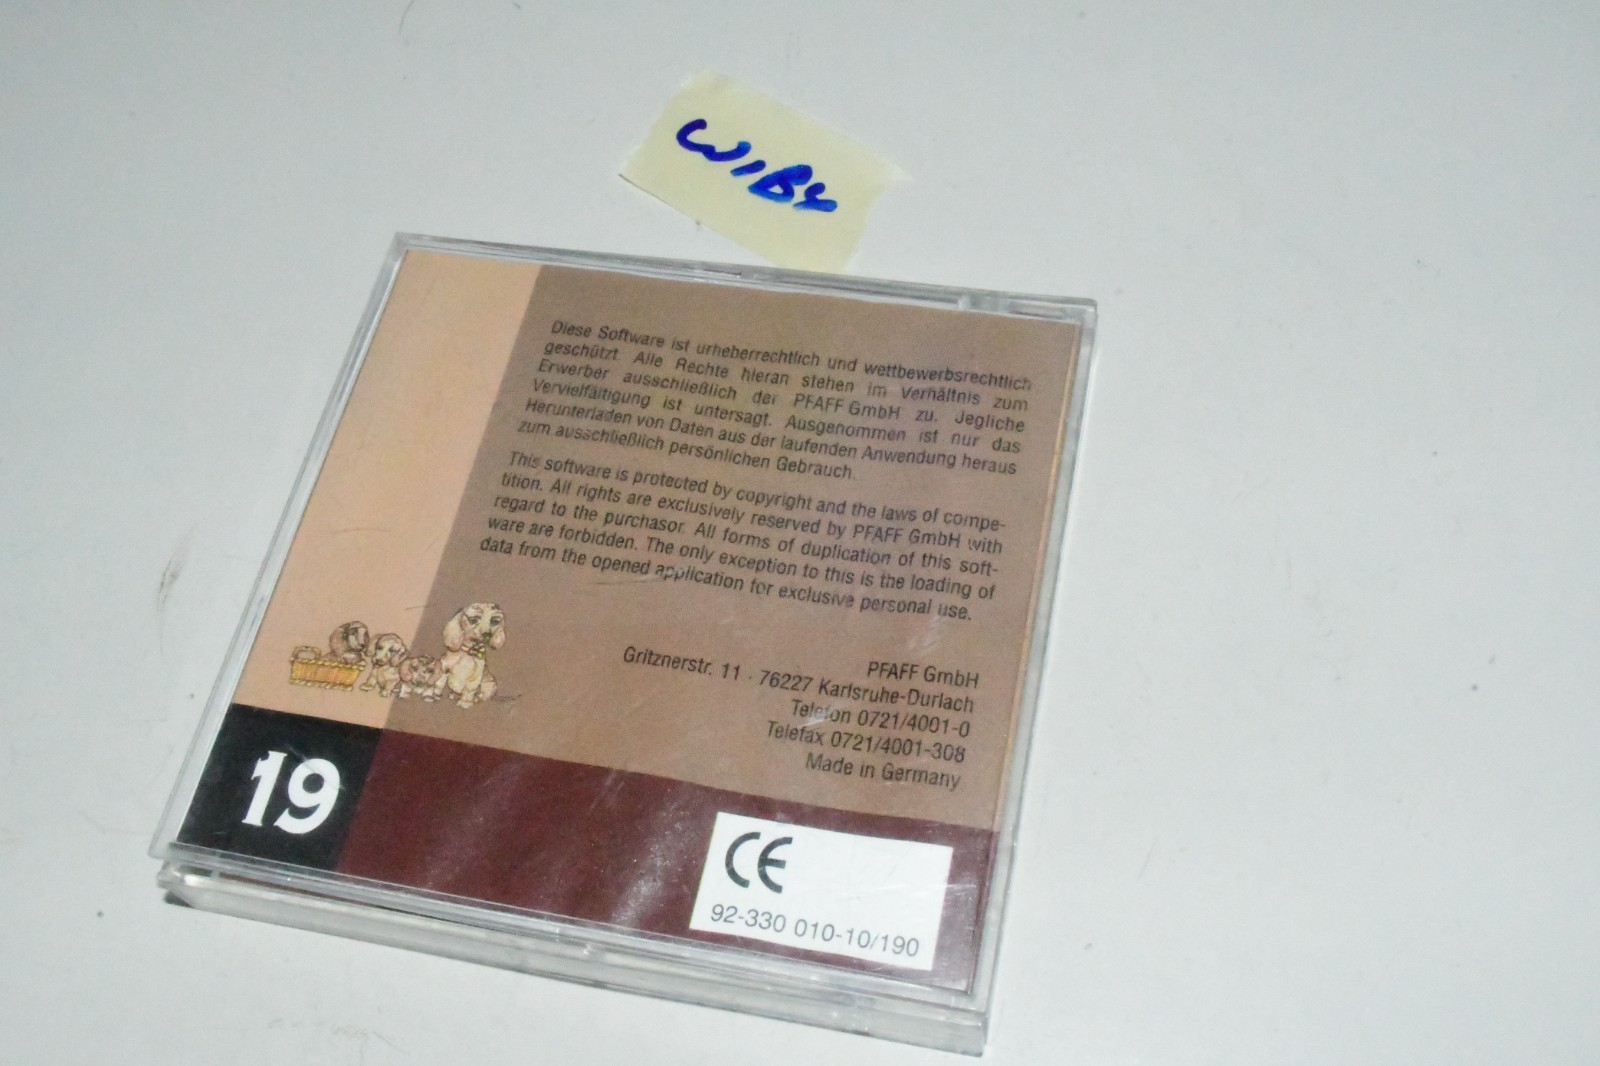 WIBY
Diese Software ist urheberrechtlich und wettbewerbsrechtlich
geschützt. Alle Rechte hieran stehen im Verhältnis zum
Erwerber ausschließlich der PFAFF GmbH zu. Jegliche
Vervielfältigung ist untersagt. Ausgenommen ist nur das
Herunterladen von Daten aus der laufenden Anwendung heraus
zum ausschließlich persönlichen Gebrauch.
This software is protected by copyright and the laws of compe-
tition. All rights are exclusively reserved by PFAFF GmbH with
regard to the purchasor. All forms of duplication of this soft-
ware are forbidden. The only exception to this is the loading of
data from the opened application for exclusive personal use.
PFAFF GmbH
Gritznerstr. 11 · 76227 Karlsruhe-Durlach
Telefon 0721/4001-0
Telefax 0721/4001-308
Made in Germany
19
CE
92-330 010-10/190